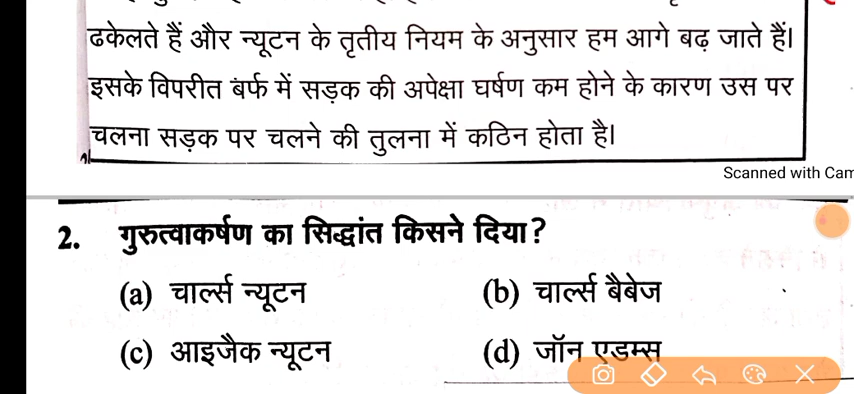 ढकेलते हैं और न्यूटन के तृतीय नियम के अनुसार हम आगे बढ़ जाते हैं।
इसके विपरीत बर्फ में सड़क की अपेक्षा घर्षण कम होने के कारण उस पर
चलना सड़क पर चलने की तुलना में कठिन होता है।
Scanned with Cam
2. गुरुत्वाकर्षण का सिद्धांत किसने दिया?
(a) चार्ल्स न्यूटन (b) चार्ल्स बैबेज
(c) आइजैक न्यूटन (d) जॉन एडम्स